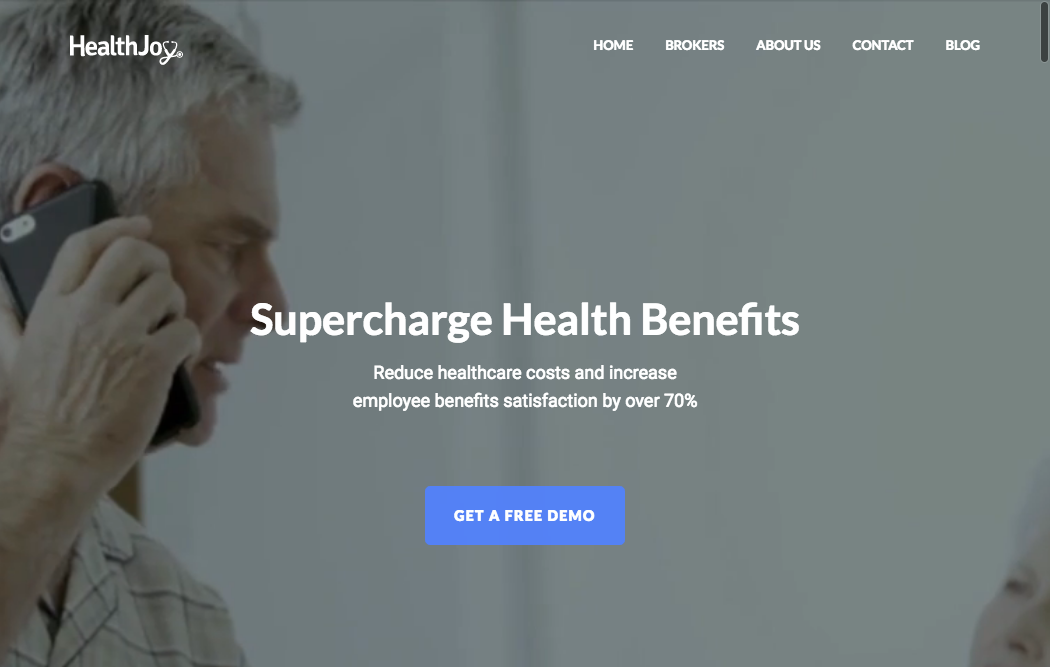 HealthJoy
HOME BROKERS ABOUT US CONTACT BLOG
Supercharge Health Benefits
Reduce healthcare costs and increase
employee benefits satisfaction by over 70%
GET A FREE DEMO